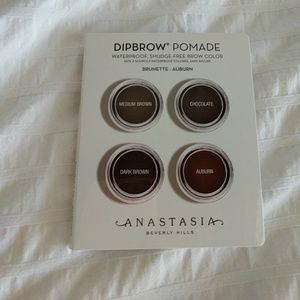 DIPBROW® POMADE
WATERPROOF, SMUDGE-FREE BROW COLOR
BRUNETTE - AUBURN
MEDIUM BROWN
CHOCOLATE
DARK BROWN
AUBURN
ANASTASIA
BEVERLY HILLS